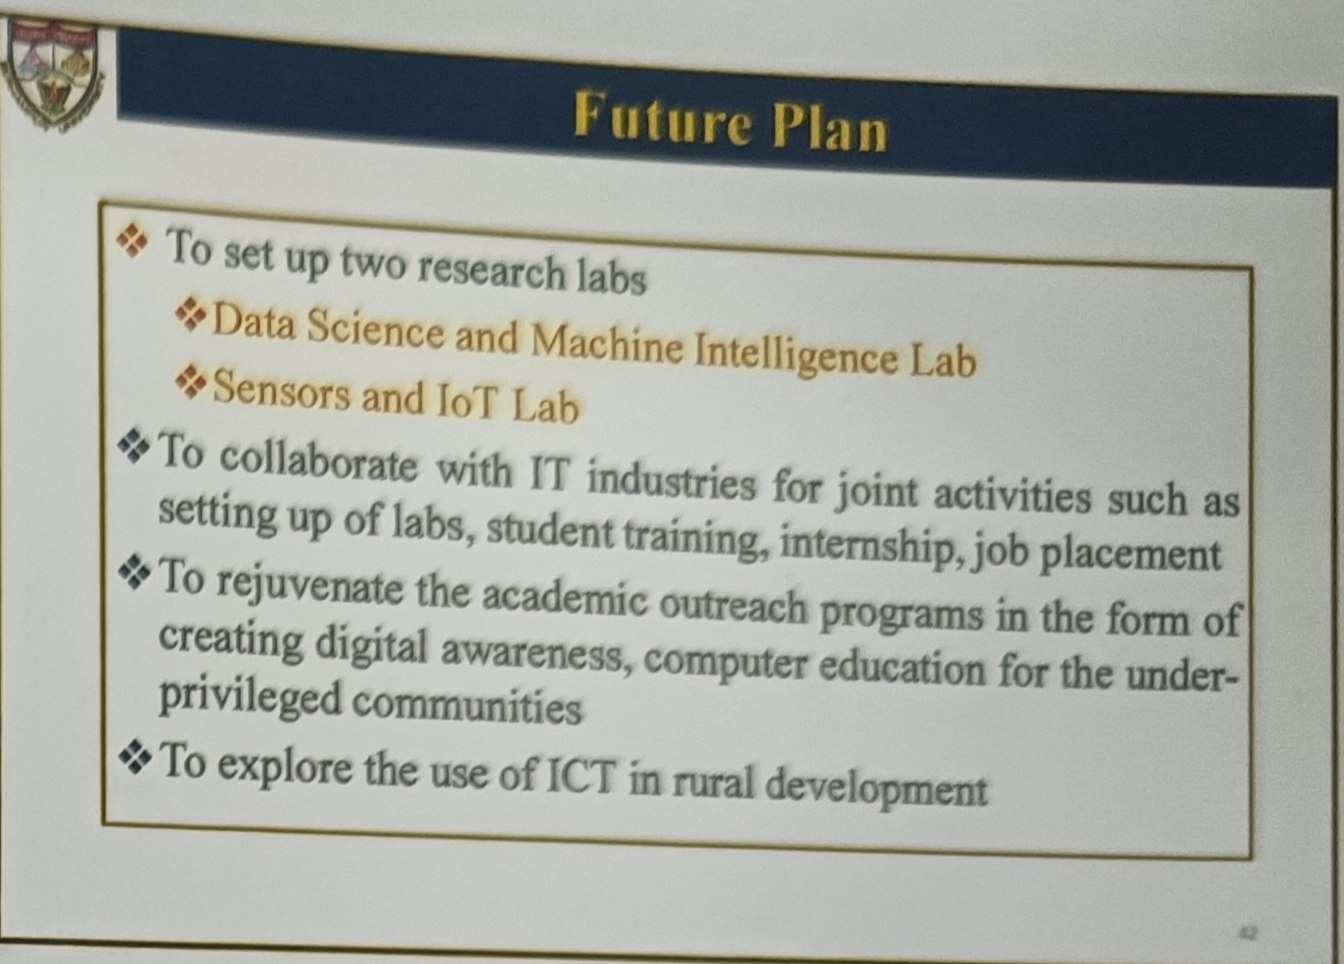 Future Plan
To set up two research labs
Data Science and Machine Intelligence Lab
Sensors and IoT Lab
To collaborate with IT industries for joint activities such as
setting up of labs, student training, internship, job placement
To rejuvenate the academic outreach programs in the form of
creating digital awareness, computer education for the under-
privileged communities
To explore the use of ICT in rural development
42